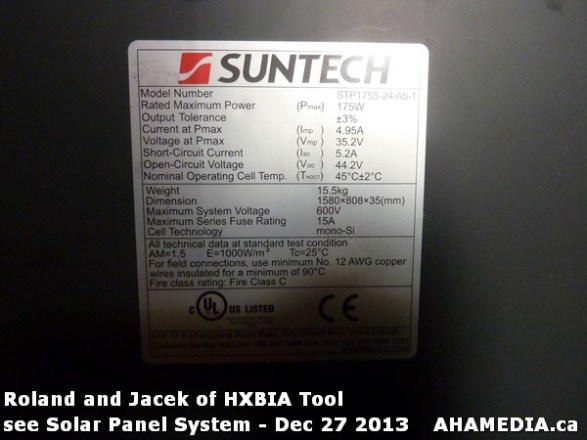 SUNTECH
Model Number STP175S-24/Ab-1
Rated Maximum Power (Pmax) 175W
Output Tolerance ±3%
Current at Pmax (Imp) 4.95A
Voltage at Pmax (Vmp) 35.2V
Short-Circuit Current (Isc) 5.2A
Open-Circuit Voltage (Voc) 44.2V
Nominal Operating Cell Temp. (TNOCT) 45°C±2°C
Weight 15.5kg
Dimension 1580×808×35(mm)
Maximum System Voltage 600V
Maximum Series Fuse Rating 15A
Cell Technology mono-Si
All technical data at standard test condition
AM=1.5 E=1000W/m² Tc=25°C
For field connections, use minimum No. 12 AWG copper
wires insulated for a minimum of 90°C
Fire class rating: Fire Class C
c UL US LISTED CE
Roland and Jacek of HXBIA Tool
see Solar Panel System - Dec 27 2013 AHAMEDIA.ca